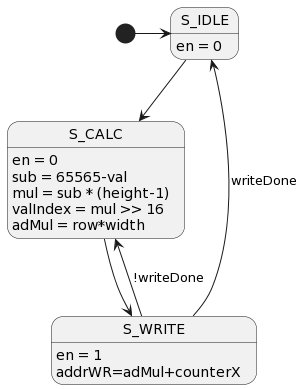 S_IDLE
en = 0
S_CALC
en = 0
sub = 65565-val
mul = sub * (height-1)
valIndex = mul >> 16
adMul = row*width
writeDone
!writeDone
S_WRITE
en = 1
addrWR=adMul+counterX